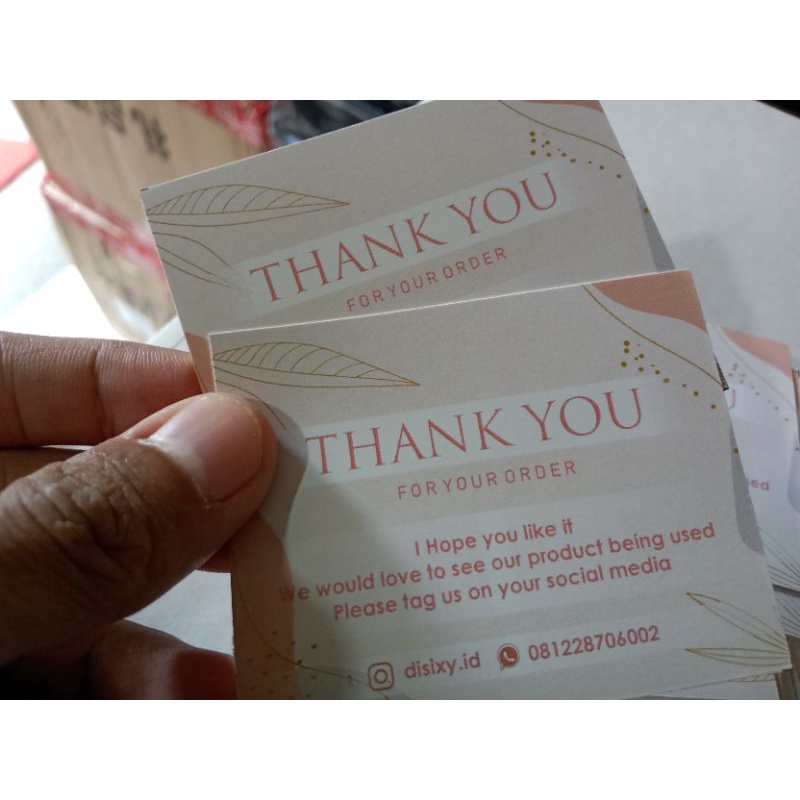 THANK YOU
FOR YOUR ORDER
THANK YOU
FOR YOUR ORDER
I Hope you like it
We would love to see our product being used
Please tag us on your social media
disixy.id 081228706002